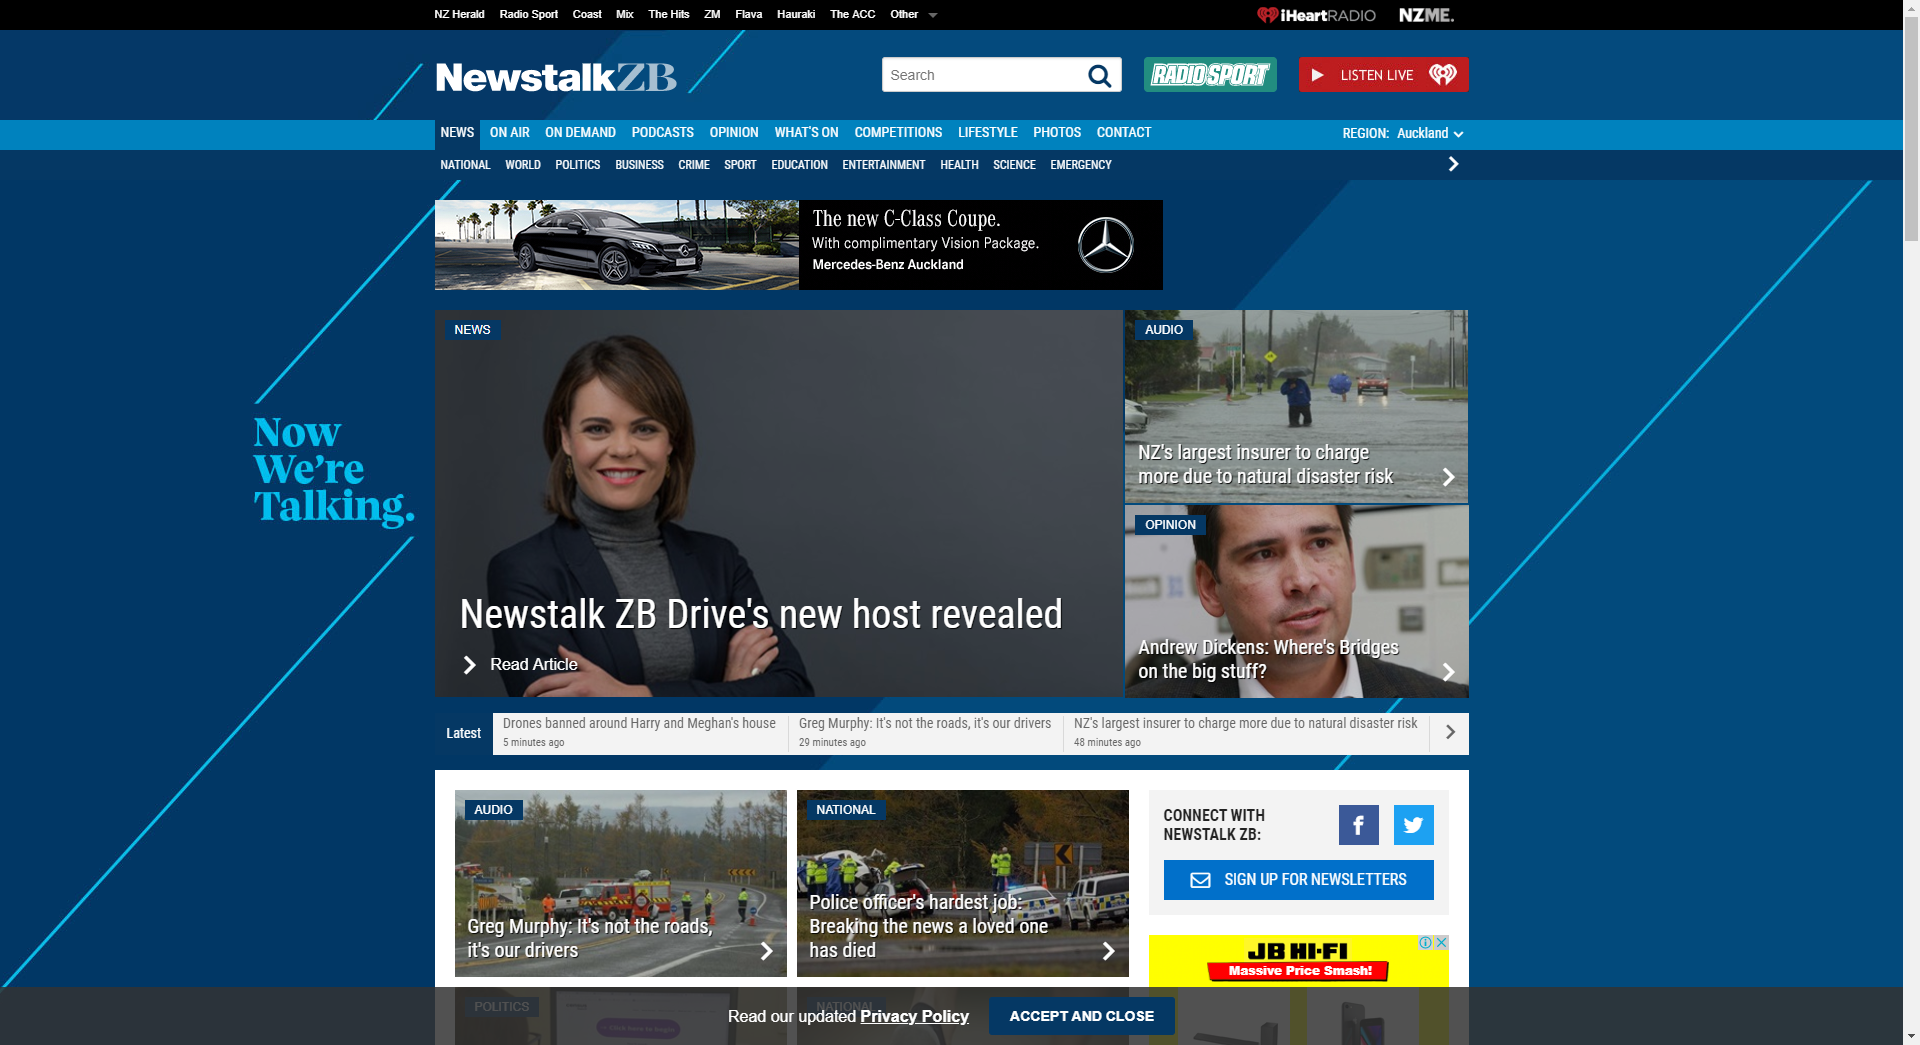 NZ Herald Radio Sport Coast Mix The Hits ZM Flava Hauraki The ACC Other
iHeartRADIO NZME.
NewstalkZB
Search
RADIO SPORT
LISTEN LIVE
NEWS ON AIR ON DEMAND PODCASTS OPINION WHAT'S ON COMPETITIONS LIFESTYLE PHOTOS CONTACT
REGION: Auckland
NATIONAL WORLD POLITICS BUSINESS CRIME SPORT EDUCATION ENTERTAINMENT HEALTH SCIENCE EMERGENCY
The new C-Class Coupe.
With complimentary Vision Package.
Mercedes-Benz Auckland
Now
We're
Talking.
NEWS
Newstalk ZB Drive's new host revealed
Read Article
AUDIO
NZ's largest insurer to charge
more due to natural disaster risk
OPINION
Andrew Dickens: Where's Bridges
on the big stuff?
Latest
Drones banned around Harry and Meghan's house
5 minutes ago
Greg Murphy: It's not the roads, it's our drivers
29 minutes ago
NZ's largest insurer to charge more due to natural disaster risk
48 minutes ago
AUDIO
Greg Murphy: It's not the roads,
it's our drivers
NATIONAL
Police officer's hardest job:
Breaking the news a loved one
has died
CONNECT WITH
NEWSTALK ZB:
SIGN UP FOR NEWSLETTERS
JB HI-FI
Massive Price Smash!
POLITICS
Click here to begin
NATIONAL
Read our updated Privacy Policy
ACCEPT AND CLOSE